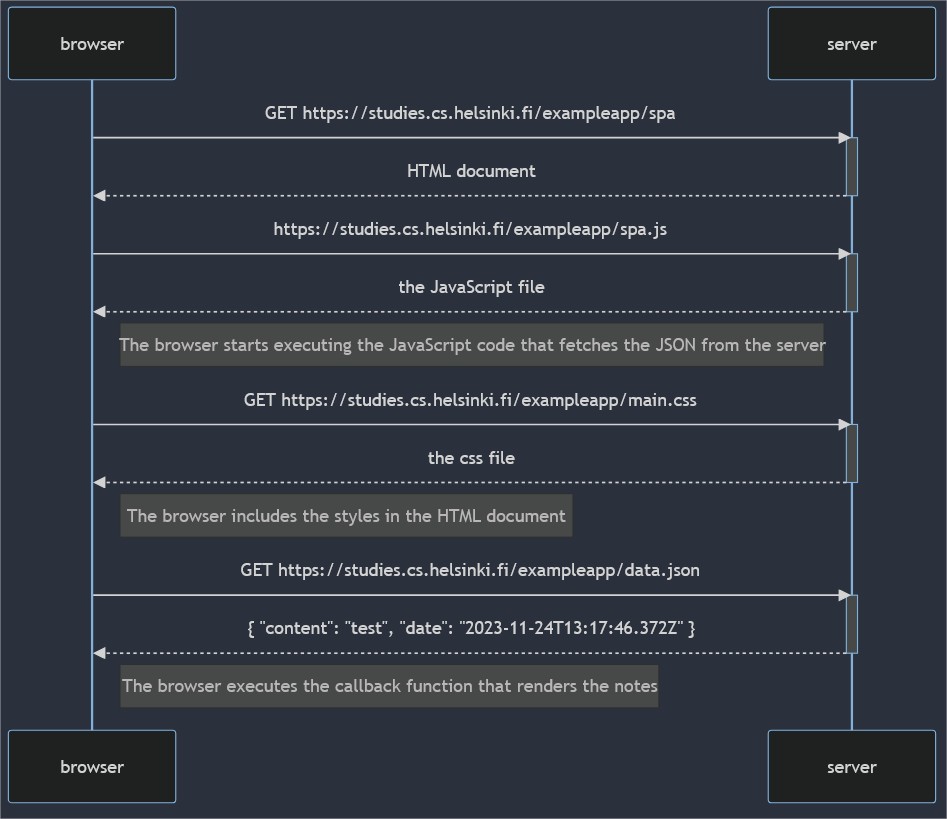 browser
server
GET https://studies.cs.helsinki.fi/exampleapp/spa
HTML document
https://studies.cs.helsinki.fi/exampleapp/spa.js
the JavaScript file
The browser starts executing the JavaScript code that fetches the JSON from the server
GET https://studies.cs.helsinki.fi/exampleapp/main.css
the css file
The browser includes the styles in the HTML document
GET https://studies.cs.helsinki.fi/exampleapp/data.json
{ "content": "test", "date": "2023-11-24T13:17:46.372Z" }
The browser executes the callback function that renders the notes
browser
server